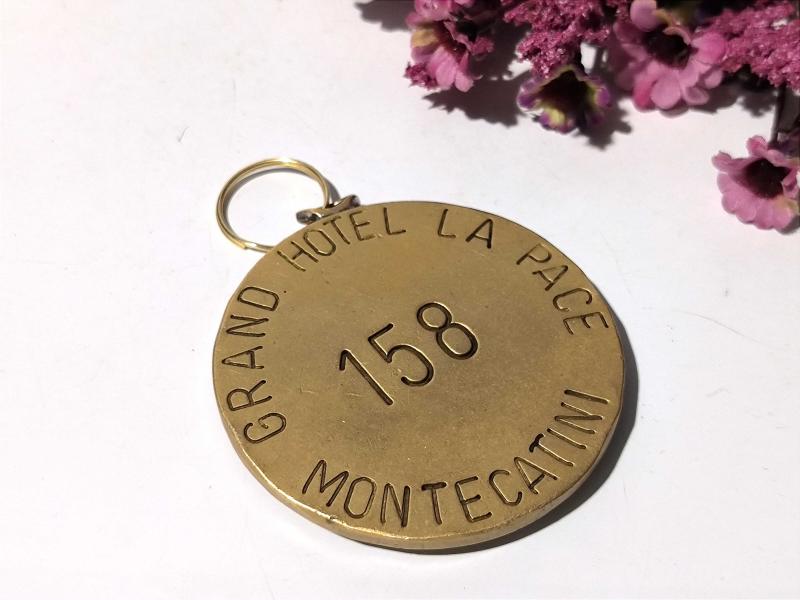 GRAND HOTEL LA PACE
158
MONTECATINI